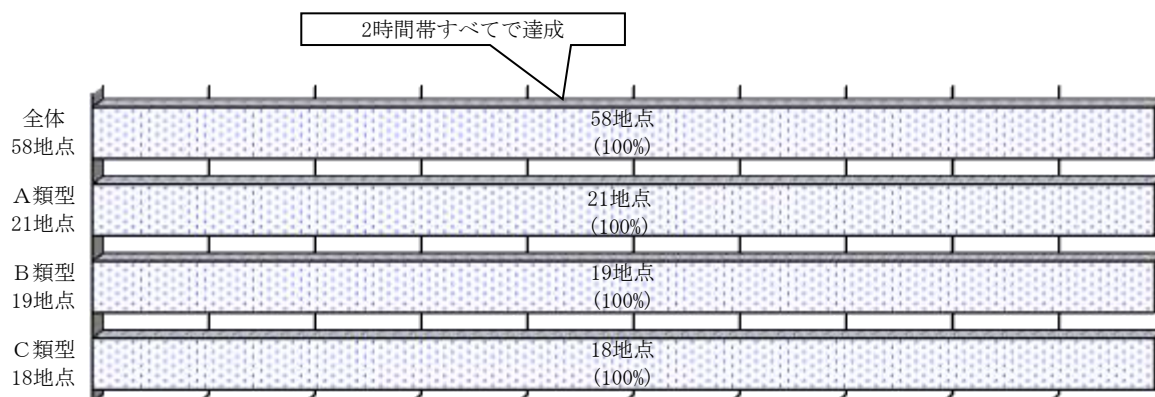 2時間帯すべてで達成
全体
58地点
58地点
(100%)
A類型
21地点
21地点
(100%)
B類型
19地点
19地点
(100%)
C類型
18地点
18地点
(100%)